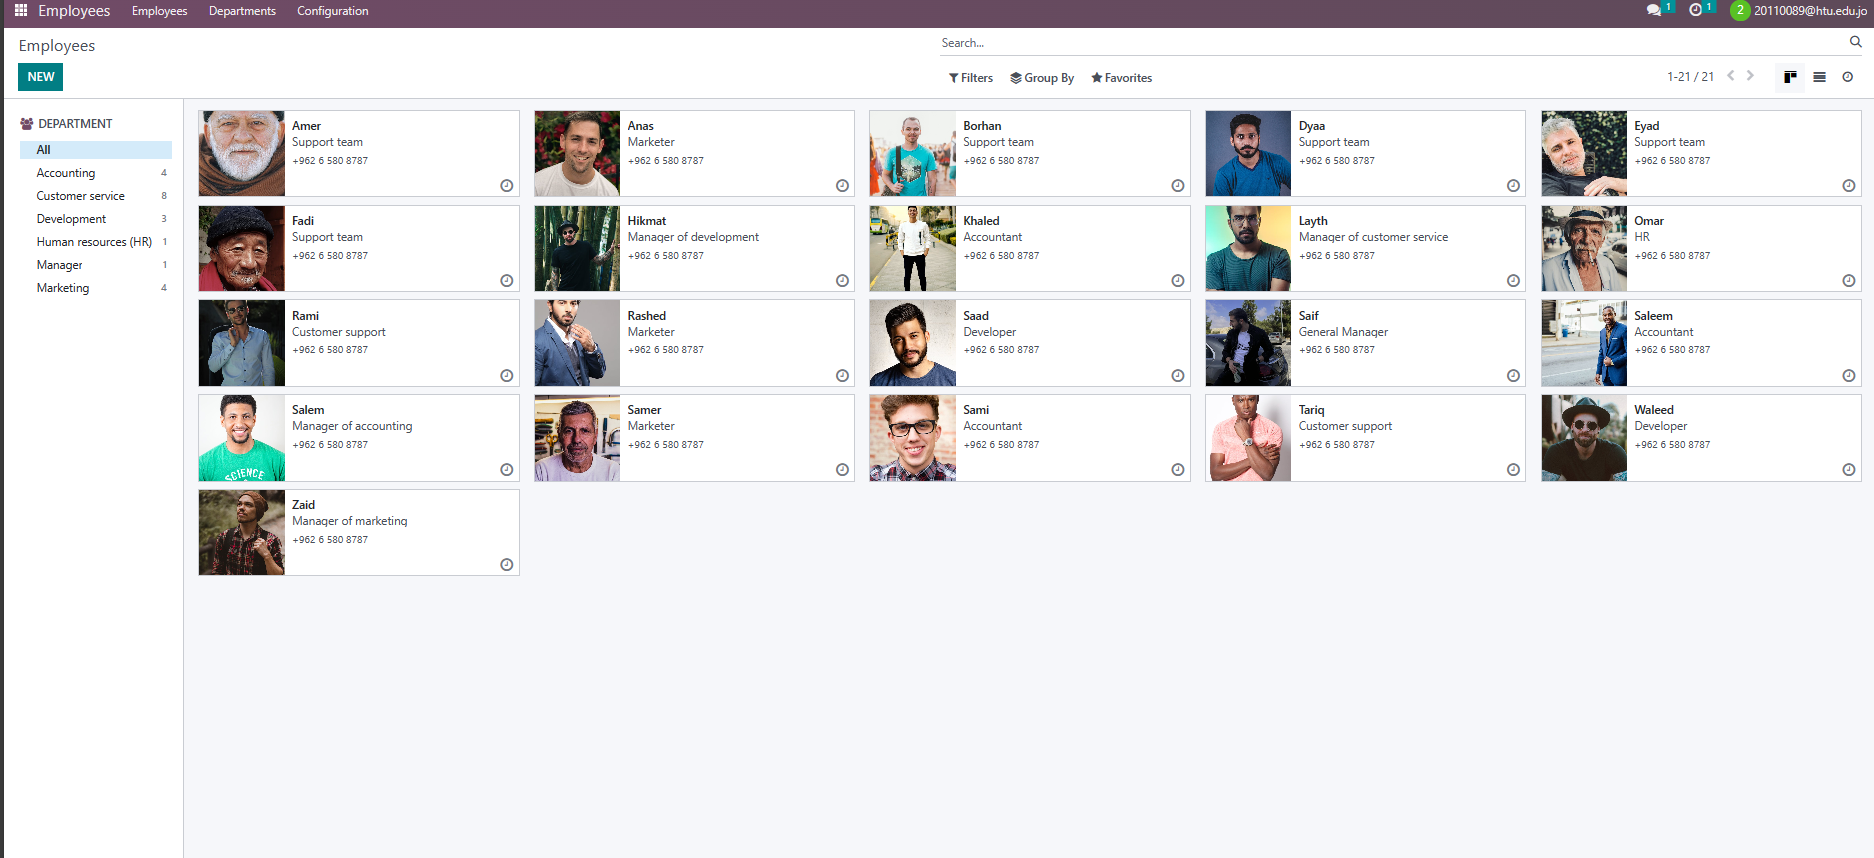 Employees Employees Departments Configuration 1 1 2 20110089@htu.edu.jo
Employees Search...
NEW Filters Group By Favorites 1-21 / 21
DEPARTMENT
All
Accounting 4
Customer service 8
Development 3
Human resources (HR) 1
Manager 1
Marketing 4
Amer
Support team
+962 6 580 8787
Anas
Marketer
+962 6 580 8787
Borhan
Support team
+962 6 580 8787
Dyaa
Support team
+962 6 580 8787
Eyad
Support team
+962 6 580 8787
Fadi
Support team
+962 6 580 8787
Hikmat
Manager of development
+962 6 580 8787
Khaled
Accountant
+962 6 580 8787
Layth
Manager of customer service
+962 6 580 8787
Omar
HR
+962 6 580 8787
Rami
Customer support
+962 6 580 8787
Rashed
Marketer
+962 6 580 8787
Saad
Developer
+962 6 580 8787
Saif
General Manager
+962 6 580 8787
Saleem
Accountant
+962 6 580 8787
SCIENCE
Salem
Manager of accounting
+962 6 580 8787
Samer
Marketer
+962 6 580 8787
Sami
Accountant
+962 6 580 8787
Tariq
Customer support
+962 6 580 8787
Waleed
Developer
+962 6 580 8787
Zaid
Manager of marketing
+962 6 580 8787